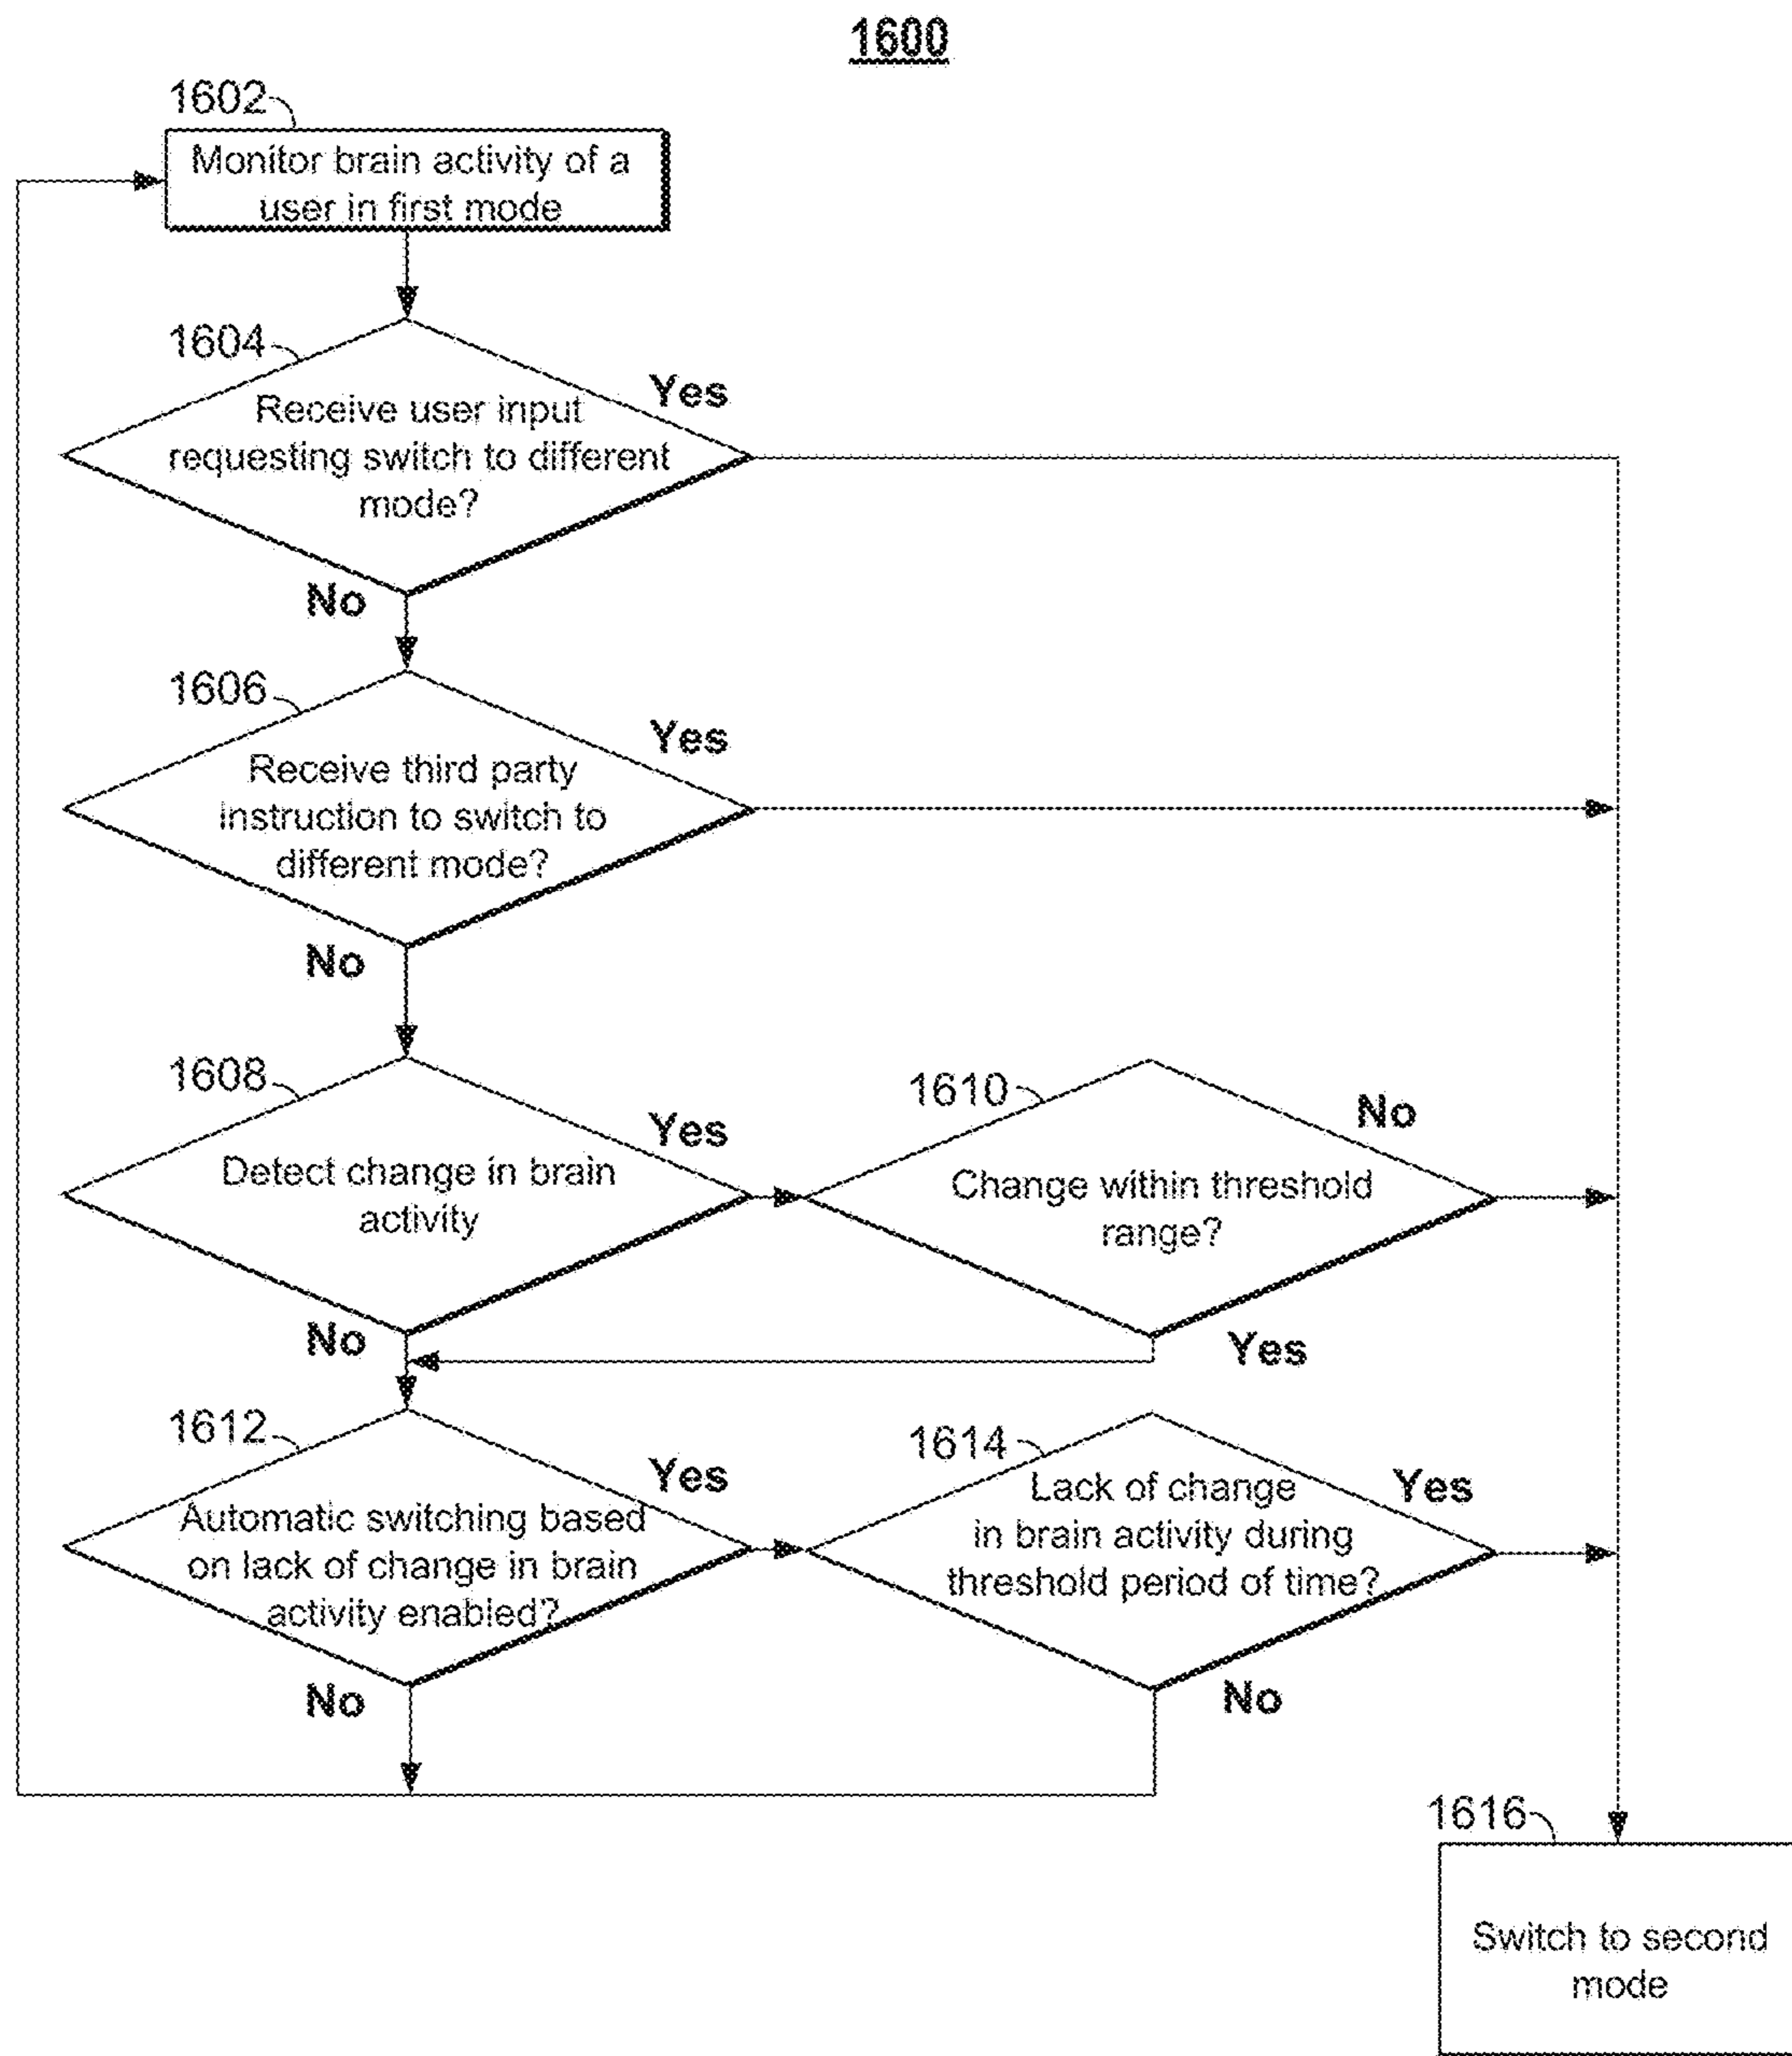 1600
1602
Monitor brain activity of a
user in first mode
1604
Yes
Receive user input
requesting switch to different
mode?
No
1606
Yes
Receive third party
instruction to switch to
different mode?
No
1608
Yes
Detect change in brain
activity
No
1610
No
Change within threshold
range?
Yes
1612
Yes
Automatic switching based
on lack of change in brain
activity enabled?
No
1614
Yes
Lack of change
in brain activity during
threshold period of time?
No
1616
Switch to second
mode